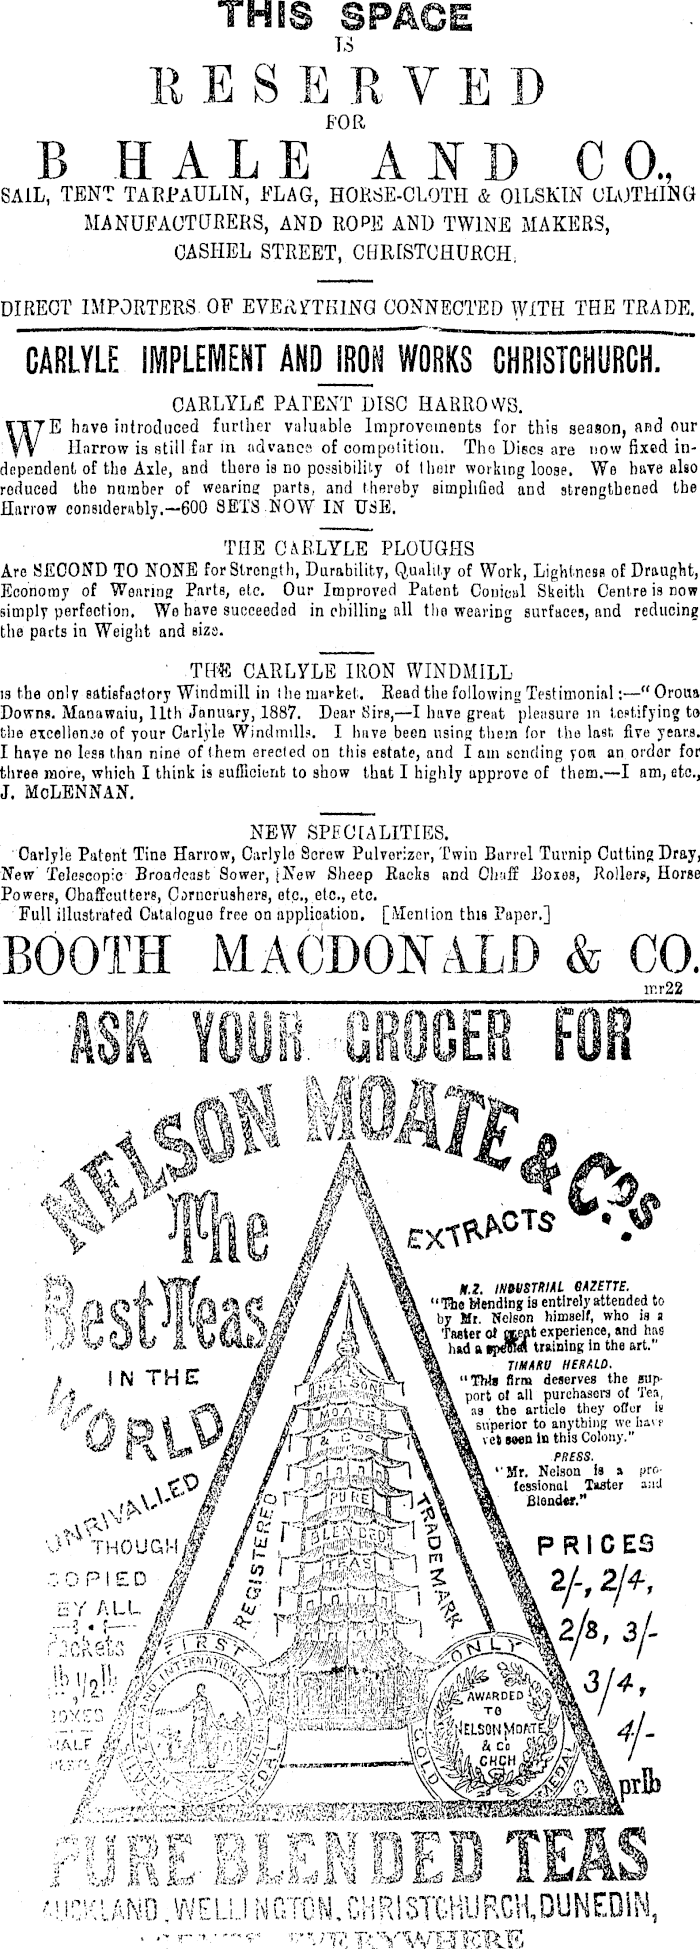 THIS SPACE
IS
RESERVED
FOR
B HALE AND CO.,
SAIL, TENT TARPAULIN, FLAG, HORSE-CLOTH & OILSKIN CLOTHING
MANUFACTURERS, AND ROPE AND TWINE MAKERS,
CASHEL STREET, CHRISTCHURCH.
DIRECT IMPORTERS OF EVERYTHING CONNECTED WITH THE TRADE.
CARLYLE IMPLEMENT AND IRON WORKS CHRISTCHURCH.
CARLYLE PATENT DISC HARROWS.
WE have introduced further valuable Improvements for this season, and our
Harrow is still far in advance of competition. The Discs are now fixed in-
dependent of the Axle, and there is no possibility of their working loose. We have also
reduced the number of wearing parts, and thereby simplified and strengthened the
Harrow considerably.—600 SETS NOW IN USE.
THE CARLYLE PLOUGHS
Are SECOND TO NONE for Strength, Durability, Quality of Work, Lightness of Draught,
Economy of Wearing Parts, etc. Our Improved Patent Conical Skeith Centre is now
simply perfection. We have succeeded in chilling all the wearing surfaces, and reducing
the parts in Weight and size.
THE CARLYLE IRON WINDMILL
is the only satisfactory Windmill in the market. Read the following Testimonial:—"Oroua
Downs. Manawaiu, 11th January, 1887. Dear Sirs,—I have great pleasure in testifying to
the excellence of your Carlyle Windmills. I have been using them for the last five years.
I have no less than nine of them erected on this estate, and I am sending you an order for
three more, which I think is sufficient to show that I highly approve of them.—I am, etc.,
J. McLENNAN.
NEW SPECIALITIES.
Carlyle Patent Tine Harrow, Carlyle Screw Pulverizer, Twin Barrel Turnip Cutting Dray,
New Telescopic Broadcast Sower, New Sheep Racks and Chaff Boxes, Rollers, Horse
Powers, Chaffcutters, Corncrushers, etc., etc., etc.
Full illustrated Catalogue free on application. [Mention this Paper.]
BOOTH MACDONALD & CO.
mr22
ASK YOUR GROCER FOR
NELSON MOATE & Co's.
The
Best Teas
IN THE
WORLD
UNRIVALLED
THOUGH
COPIED
BY ALL
Packets
lb, 1/2 lb
BOXES
HALF
EXTRACTS
N.Z. INDUSTRIAL GAZETTE.
"The blending is entirely attended to
by Mr. Nelson himself, who is a
Taster of great experience, and has
had a special training in the art."
TIMARU HERALD.
"This firm deserves the sup-
port of all purchasers of Tea,
as the article they offer is
superior to anything we have
yet seen in this Colony."
PRESS.
"Mr. Nelson is a pro-
fessional Taster and
Blender."
PRICES
2/-, 2/4,
2/8, 3/-
3/4,
4/-
pr lb
NELSON
MOATE
& Cos
PURE
BLENDED
TEAS
REGISTERED
TRADE MARK
FIRST
NEW ZEALAND INTERNATIONAL
MEDAL
ONLY
GOLD MEDAL
AWARDED
TO
NELSON MOATE
& Co
CHCH
PURE BLENDED TEAS
AUCKLAND, WELLINGTON, CHRISTCHURCH, DUNEDIN,
EVERYWHERE